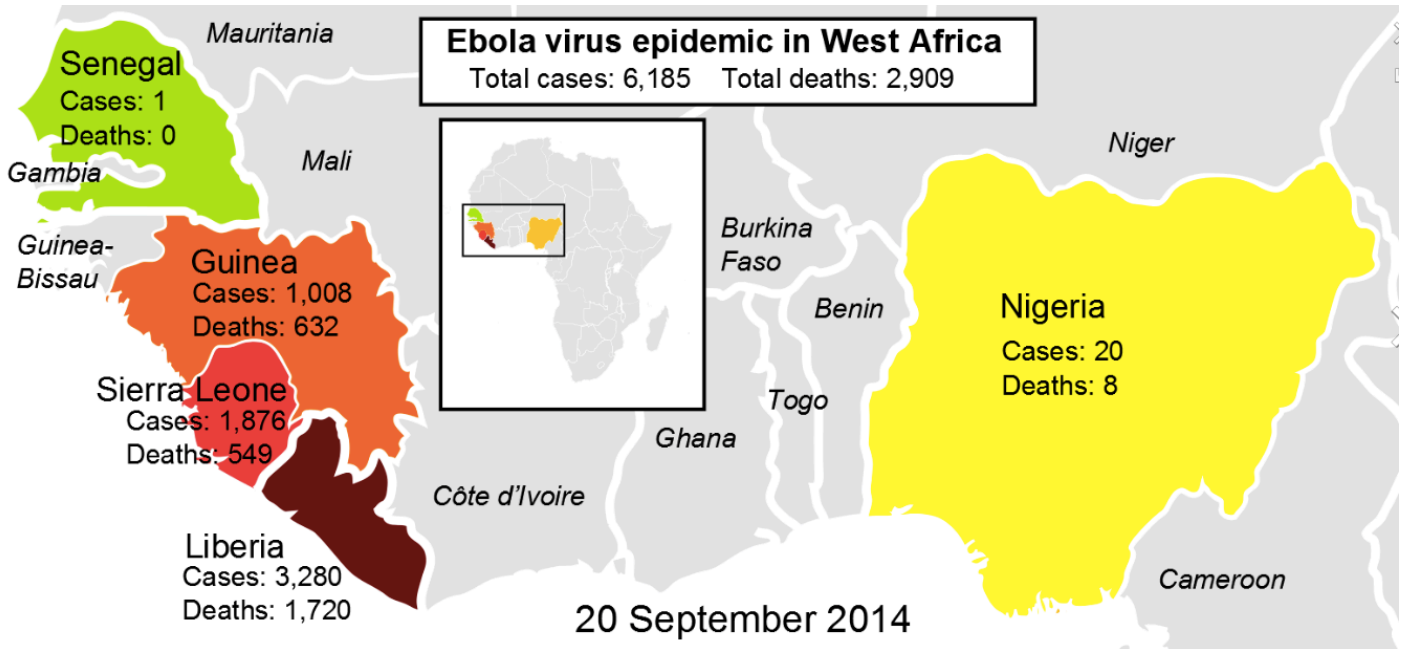 Ebola virus epidemic in West Africa
Total cases: 6,185 Total deaths: 2,909
Mauritania
Senegal
Cases: 1
Deaths: 0
Gambia
Mali
Niger
Guinea-
Bissau
Guinea
Cases: 1,008
Deaths: 632
Burkina
Faso
Benin
Nigeria
Cases: 20
Deaths: 8
Sierra Leone
Cases: 1,876
Deaths: 549
Togo
Ghana
Côte d’Ivoire
Liberia
Cases: 3,280
Deaths: 1,720
Cameroon
20 September 2014